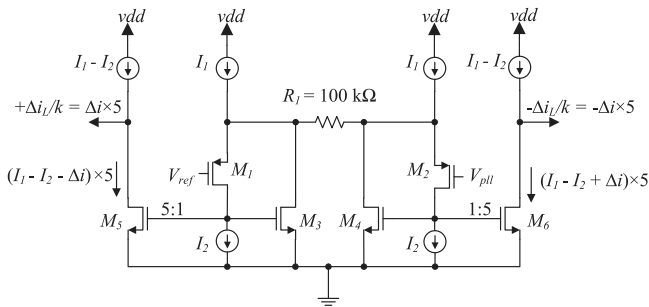 vdd vdd vdd vdd
I1 - I2 I1 I1 I1 - I2
R1 = 100 kΩ
+ΔiL/k = Δi×5 -ΔiL/k = -Δi×5
M1 M2
(I1 - I2 - Δi)×5 Vref Vpll (I1 - I2 + Δi)×5
5:1 1:5
M5 M3 M4 M6
I2 I2